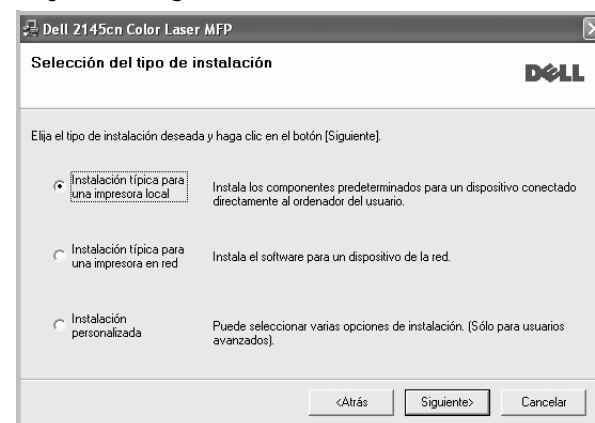 Dell 2145cn Color Laser MFP
Selección del tipo de instalación
DELL
Elija el tipo de instalación deseada y haga clic en el botón [Siguiente].
Instalación típica para
una impresora local
Instala los componentes predeterminados para un dispositivo conectado
directamente al ordenador del usuario.
Instalación típica para
una impresora en red
Instala el software para un dispositivo de la red.
Instalación
personalizada
Puede seleccionar varias opciones de instalación. (Sólo para usuarios
avanzados).
<Atrás
Siguiente>
Cancelar